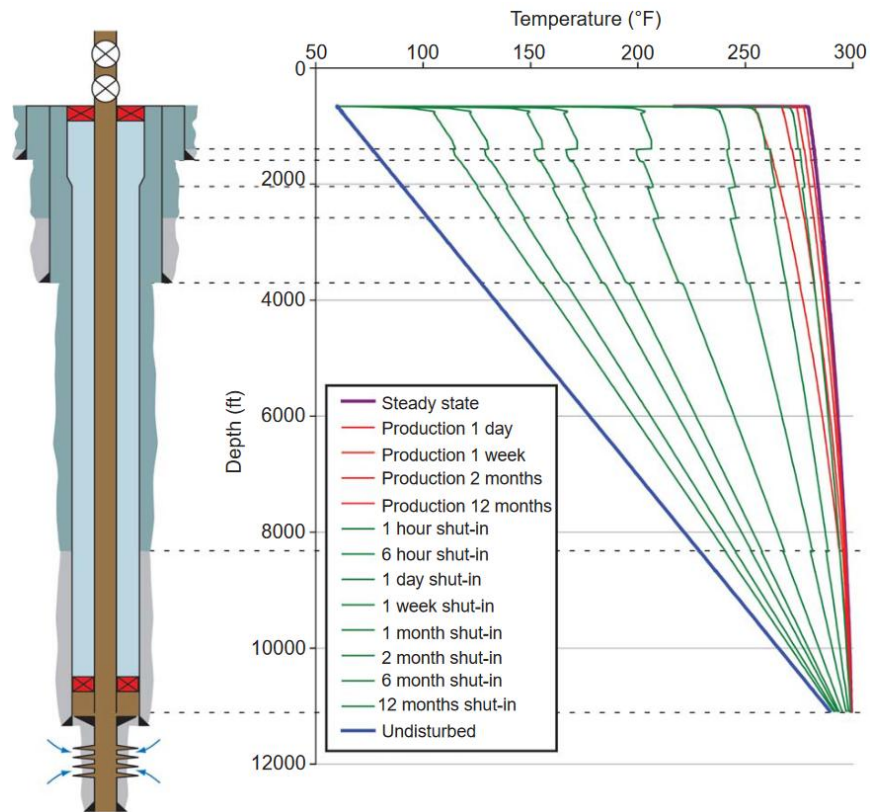 Temperature (°F)
50 100 150 200 250 300
0
2000
4000
6000
8000
10000
12000
Depth (ft)
Steady state
Production 1 day
Production 1 week
Production 2 months
Production 12 months
1 hour shut-in
6 hour shut-in
1 day shut-in
1 week shut-in
1 month shut-in
2 month shut-in
6 month shut-in
12 months shut-in
Undisturbed